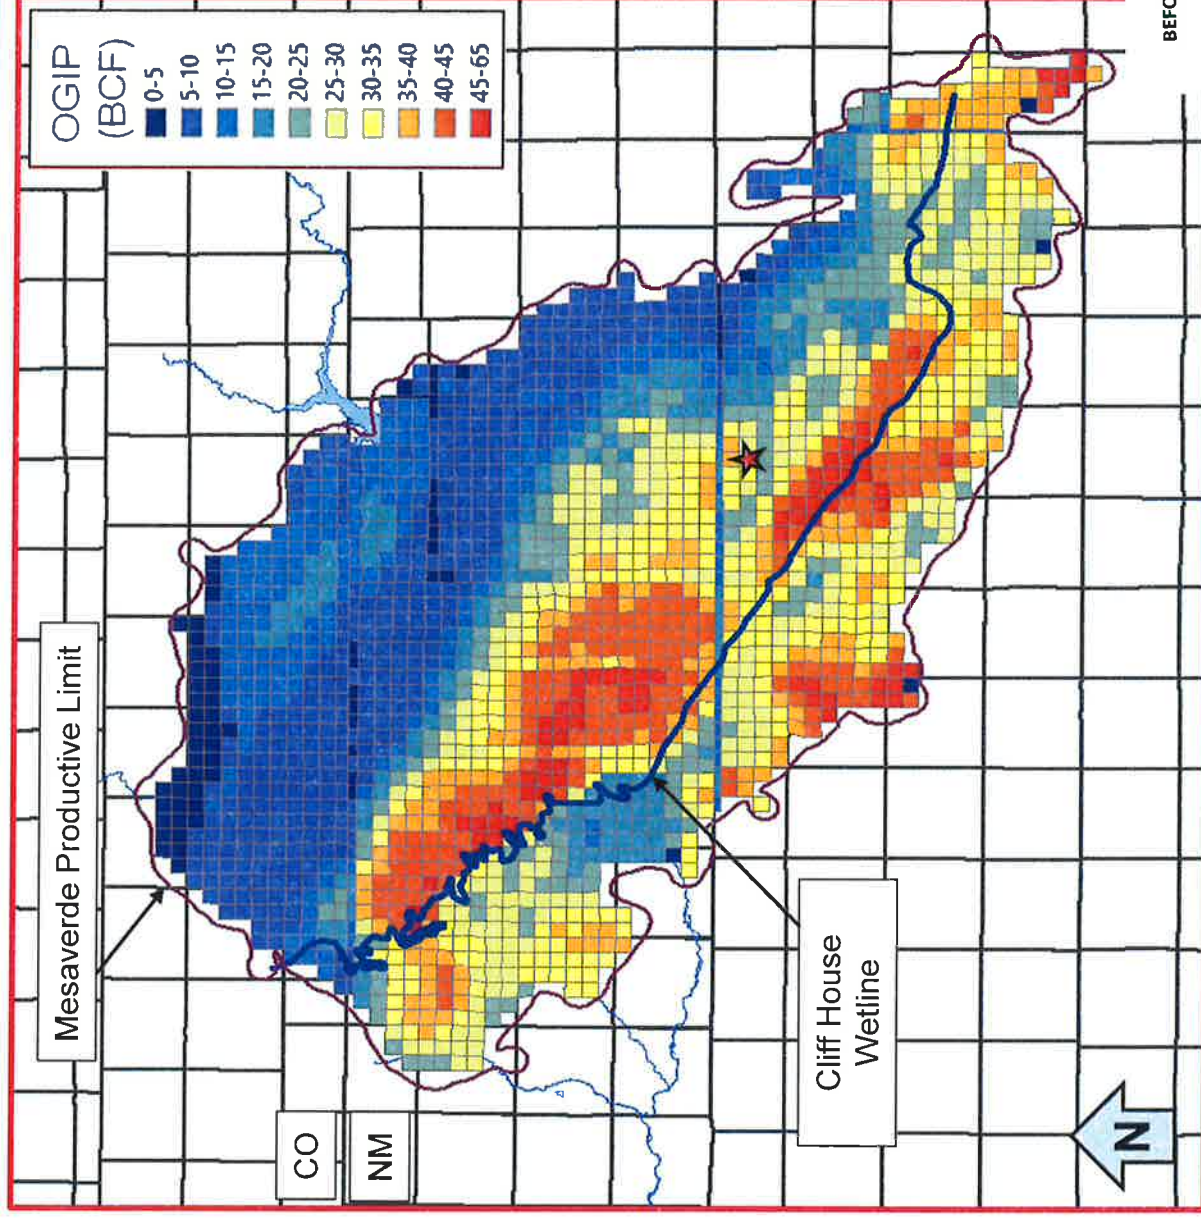 OGIP
(BCF)
0-5
5-10
10-15
15-20
20-25
25-30
30-35
35-40
40-45
45-65
BEFO
Mesaverde Productive Limit
CO
NM
Cliff House
Wetline
N